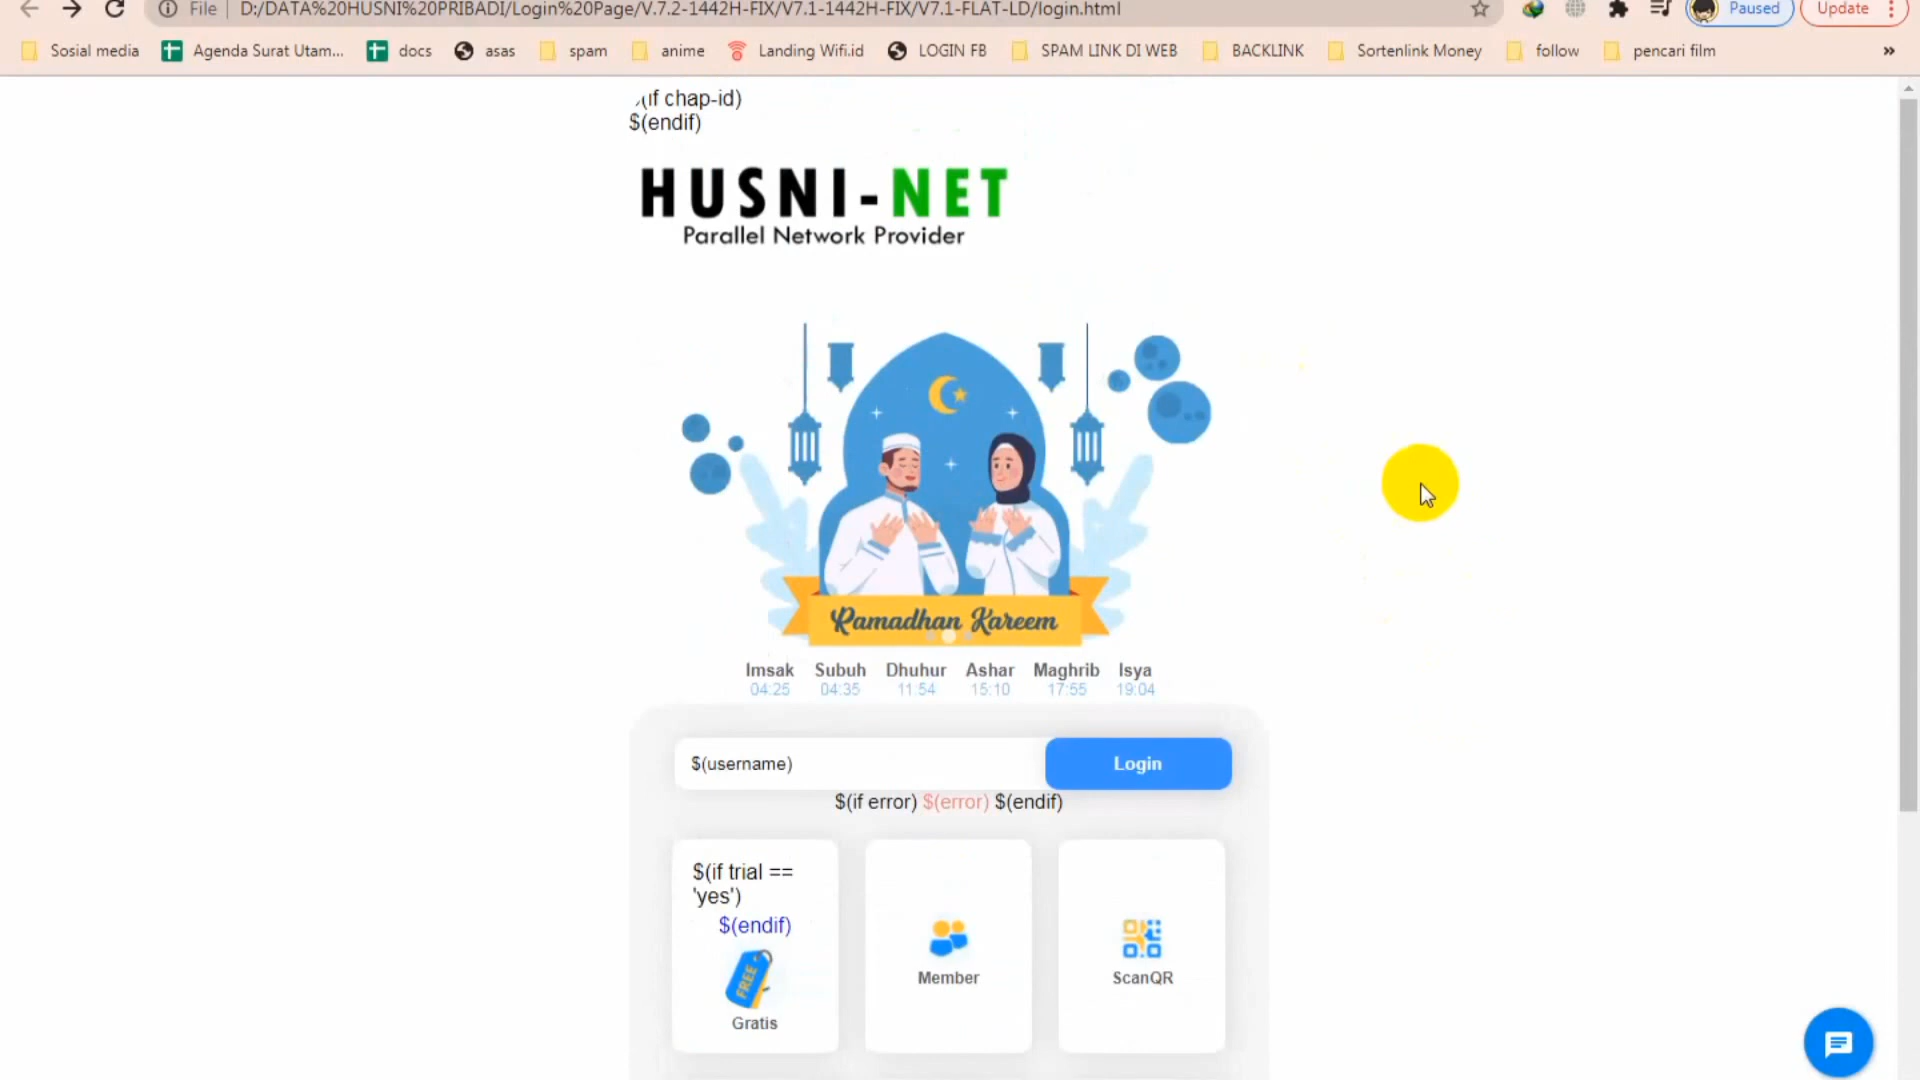 File
D:/DATA%20HUSNI%20PRIBADI/Login%20Page/V.7.2-1442H-FIX/V7.1-1442H-FIX/V7.1-FLAT-LD/login.html
Paused
Update
Sosial media
Agenda Surat Utam...
docs
asas
spam
anime
Landing Wifi.id
LOGIN FB
SPAM LINK DI WEB
BACKLINK
Sortenlink Money
follow
pencari film
»
(if chap-id)
$(endif)
HUSNI-NET
Parallel Network Provider
Ramadhan Kareem
Imsak Subuh Dhuhur Ashar Maghrib Isya
04:25 04:35 11:54 15:10 17:55 19:04
$(username)
Login
$(if error) $(error) $(endif)
$(if trial ==
'yes')
$(endif)
FREE
Gratis
Member
ScanQR